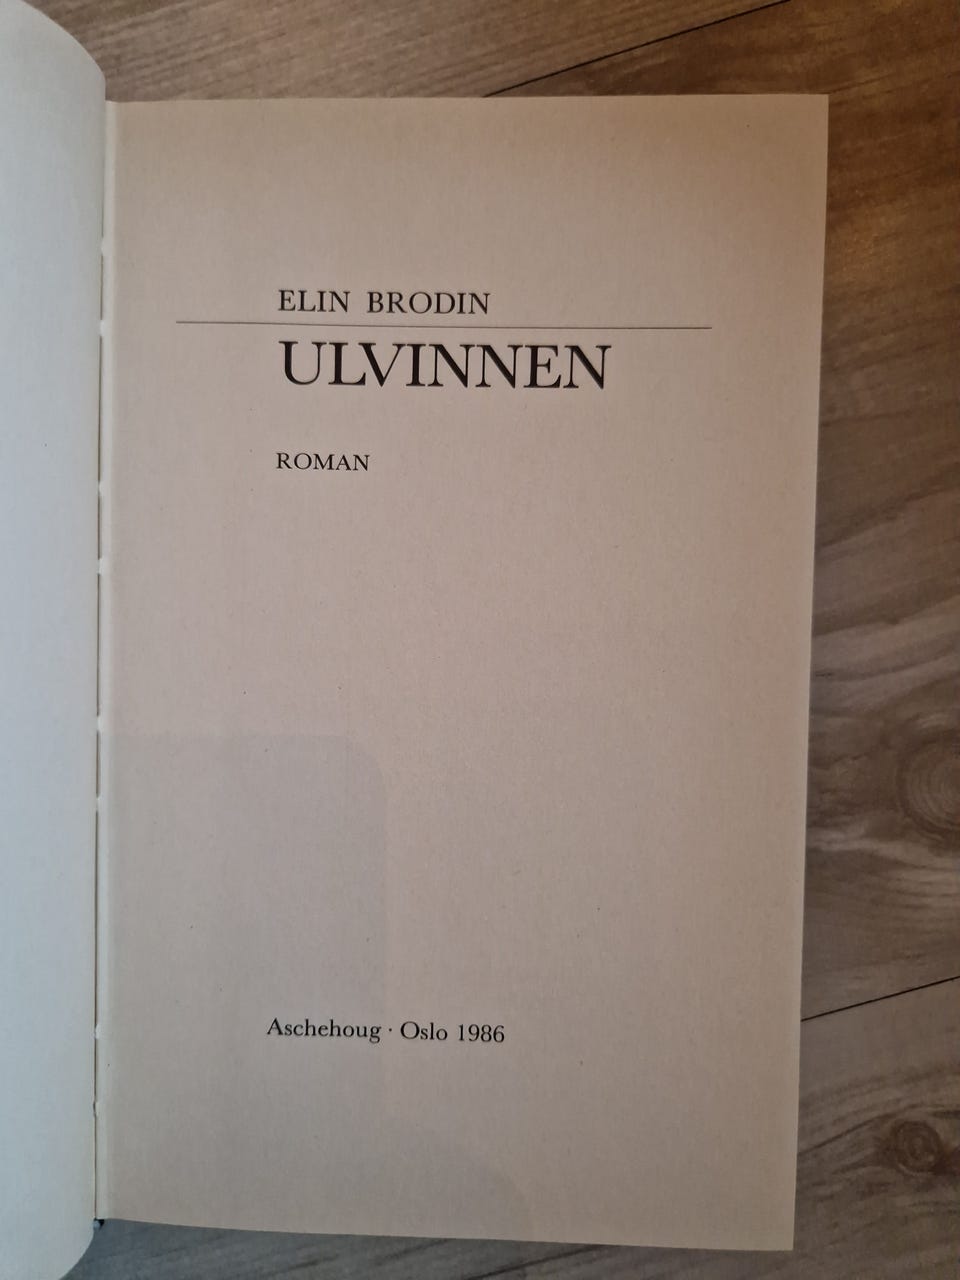 ELIN BRODIN
ULVINNEN
ROMAN
Aschehoug · Oslo 1986